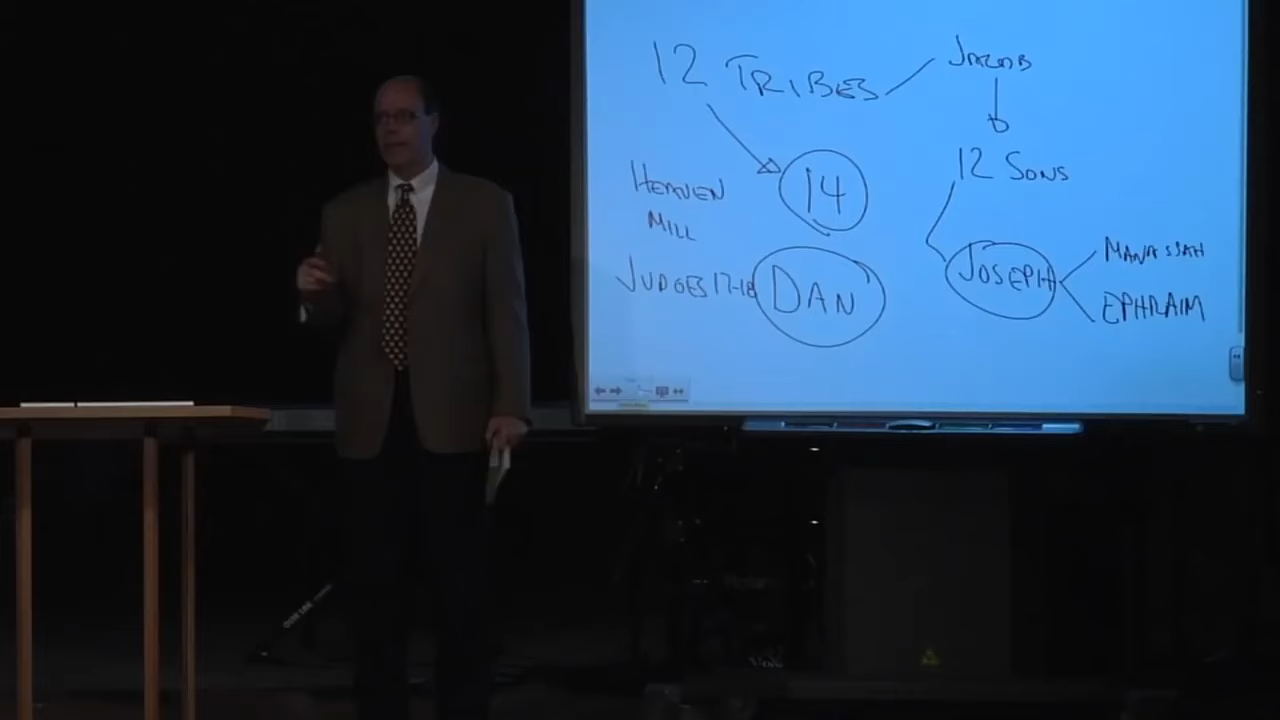 12 TRIBES
JACOB
12 SONS
14
HEAVEN
MILL
JUDGES 17-18
DAN
JOSEPH
MANASSAH
EPHRAIM